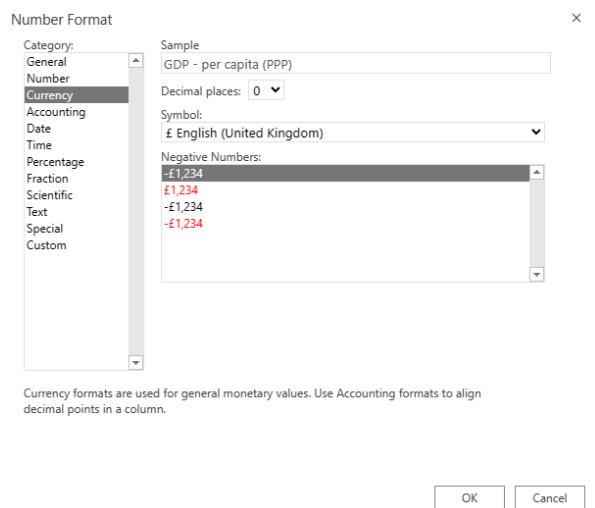 Number Format
Category:
General
Number
Currency
Accounting
Date
Time
Percentage
Fraction
Scientific
Text
Special
Custom
Sample
GDP - per capita (PPP)
Decimal places: 0
Symbol:
£ English (United Kingdom)
Negative Numbers:
-£1,234
£1,234
-£1,234
-£1,234
Currency formats are used for general monetary values. Use Accounting formats to align
decimal points in a column.
OK Cancel